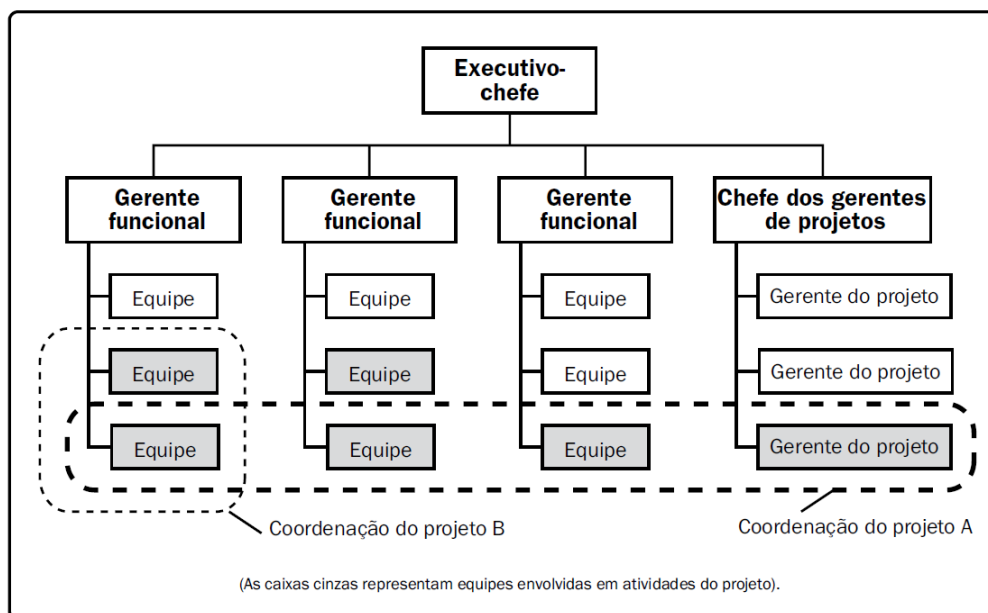 Executivo-
chefe
Gerente
funcional
Gerente
funcional
Gerente
funcional
Chefe dos gerentes
de projetos
Equipe
Equipe
Equipe
Gerente do projeto
Equipe
Equipe
Equipe
Gerente do projeto
Equipe
Equipe
Equipe
Gerente do projeto
Coordenação do projeto B
Coordenação do projeto A
(As caixas cinzas representam equipes envolvidas em atividades do projeto).